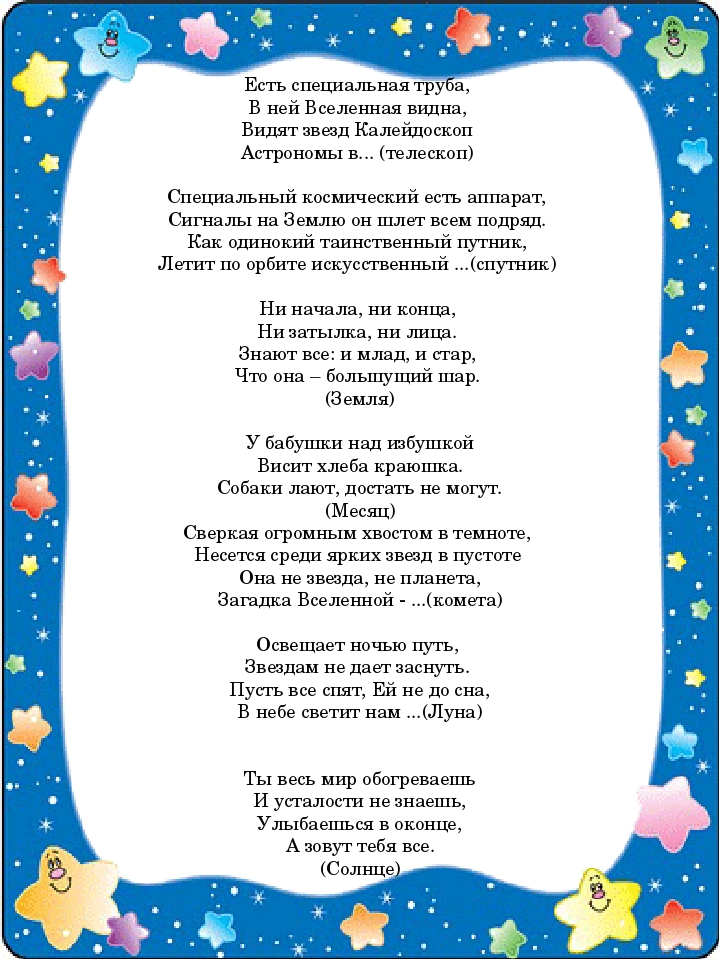 Есть специальная труба,
В ней Вселенная видна,
Видят звезд Калейдоскоп
Астрономы в... (телескоп)
Специальный космический есть аппарат,
Сигналы на Землю он шлет всем подряд.
Как одинокий таинственный путник,
Летит по орбите искусственный ...(спутник)
Ни начала, ни конца,
Ни затылка, ни лица.
Знают все: и млад, и стар,
Что она – большущий шар.
(Земля)
У бабушки над избушкой
Висит хлеба краюшка.
Собаки лают, достать не могут.
(Месяц)
Сверкая огромным хвостом в темноте,
Несется среди ярких звезд в пустоте
Она не звезда, не планета,
Загадка Вселенной - ...(комета)
Освещает ночью путь,
Звездам не дает заснуть.
Пусть все спят, Ей не до сна,
В небе светит нам ...(Луна)
Ты весь мир обогреваешь
И усталости не знаешь,
Улыбаешься в оконце,
А зовут тебя все.
(Солнце)